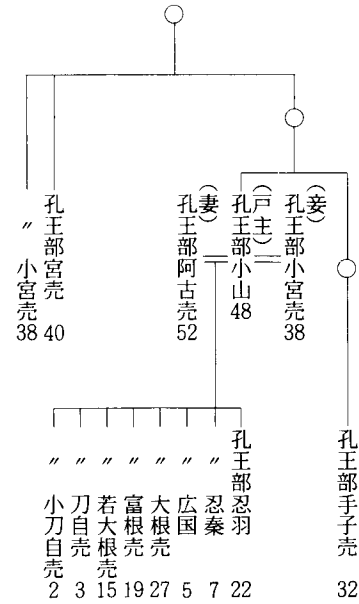 (妾)
孔王部小宮売 38
(戸主)
孔王部小山 48
(妻)
孔王部阿古売 52
孔王部宮売 40
〃 小宮売 38
孔王部手子売 32
孔王部忍羽 22
〃 忍秦 7
〃 広国 5
〃 大根売 27
〃 富根売 19
〃 若大根売 15
〃 刀自売 3
〃 小刀自売 2